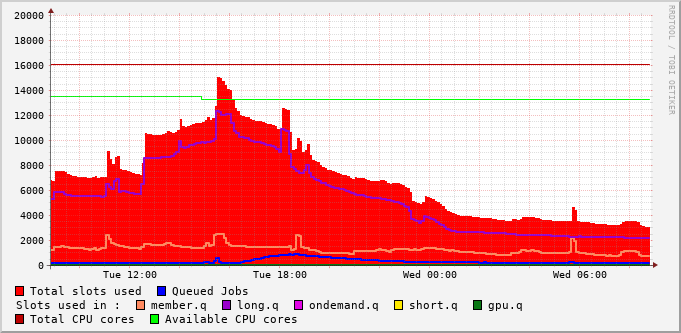 20000
18000
16000
14000
12000
10000
8000
6000
4000
2000
0
Tue 12:00 Tue 18:00 Wed 00:00 Wed 06:00
RRDTOOL / TOBI OETIKER
Total slots used Queued Jobs
Slots used in : member.q long.q ondemand.q short.q gpu.q
Total CPU cores Available CPU cores